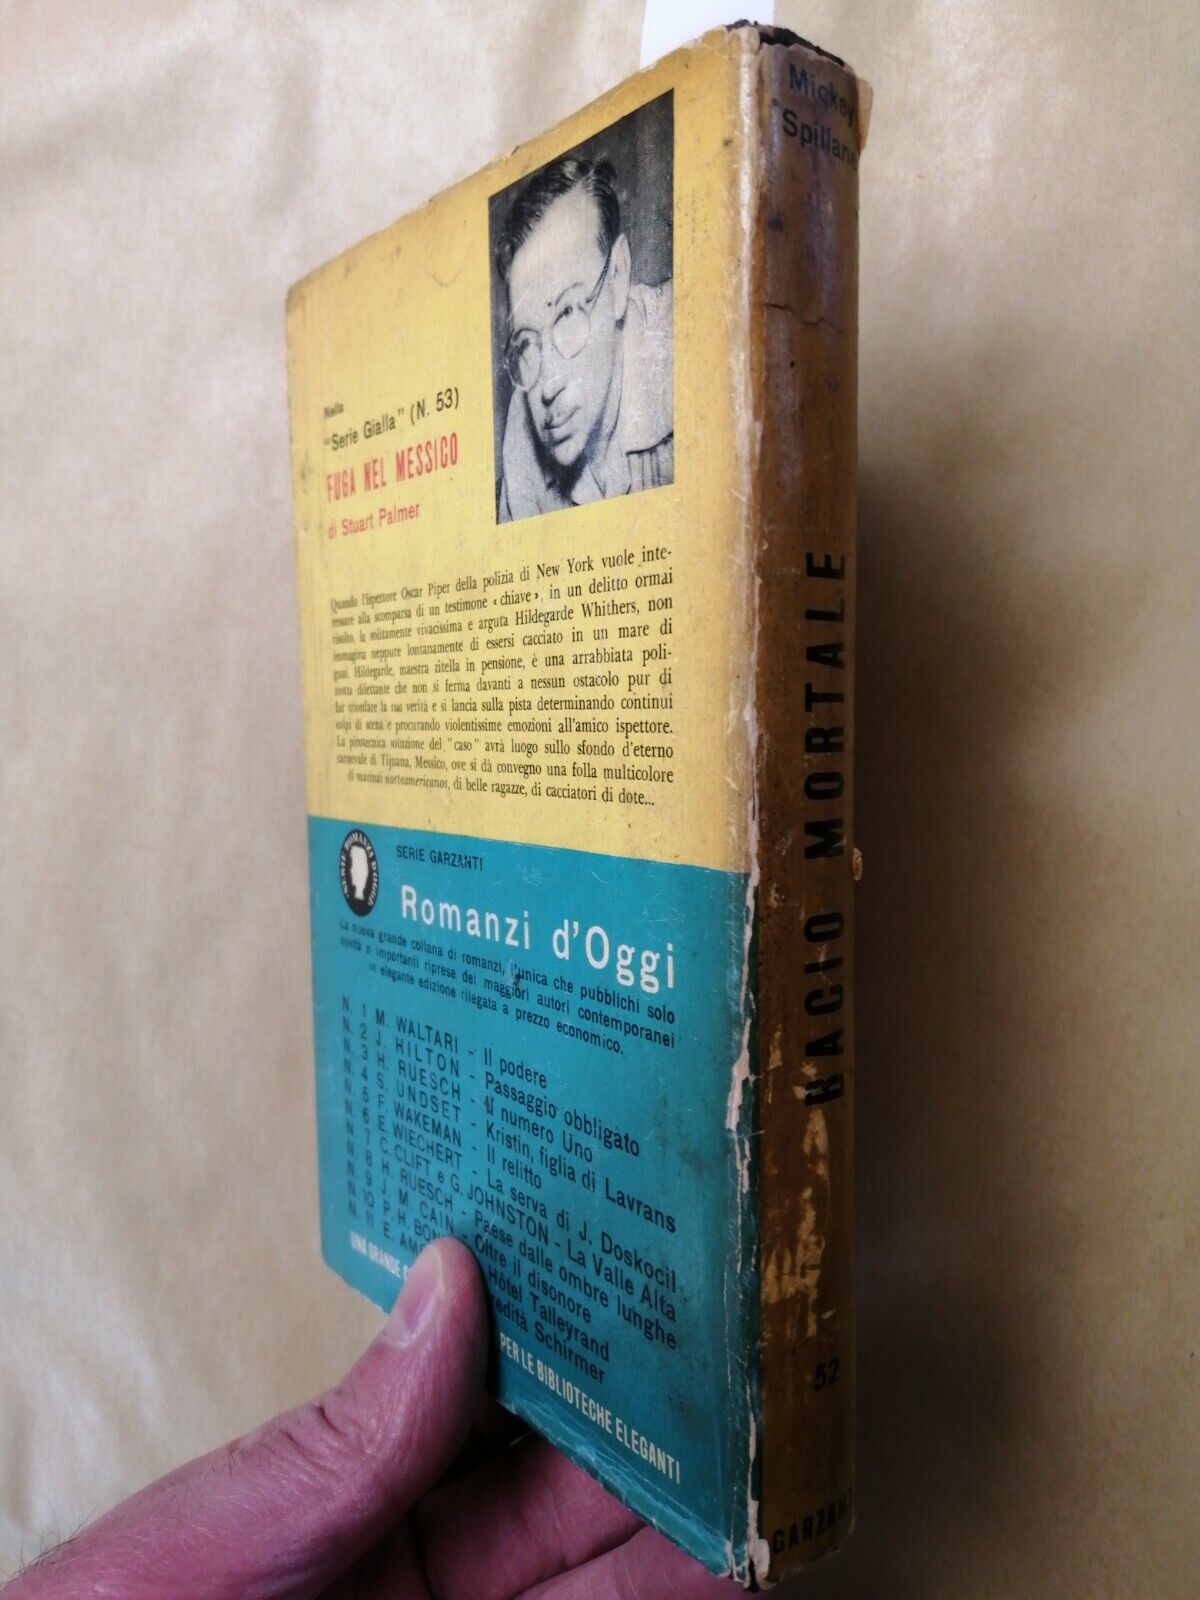 Nella
"Serie Gialla" (N. 53)
FUGA NEL MESSICO
di Stuart Palmer
Quando l'ispettore Oscar Piper della polizia di New York vuole inte-
ressare alla scomparsa di un testimone «chiave», in un delitto ormai
risolto, la solitamente vivacissima e arguta Hildegarde Whithers, non
immagina neppure lontanamente di essersi cacciato in un mare di
guai. Hildegarde, maestra zitella in pensione, è una arrabbiata poli-
ziotta dilettante che non si ferma davanti a nessun ostacolo pur di
far trionfare la sua verità e si lancia sulla pista determinando continui
colpi di scena e procurando violentissime emozioni all'amico ispettore.
La pirotecnica soluzione del "caso" avrà luogo sullo sfondo d'eterno
carnevale di Tijuana, Messico, ove si dà convegno una folla multicolore
di marinai norteamericanos, di belle ragazze, di cacciatori di dote...
SERIE ROMANZI D'OGGI
SERIE GARZANTI
Romanzi d'Oggi
La nuova grande collana di romanzi, l'unica che pubblichi solo
novità o importanti riprese dei maggiori autori contemporanei
in elegante edizione rilegata a prezzo economico.
N. 1 M. WALTARI - Il podere
N. 2 J. HILTON - Passaggio obbligato
N. 3 H. RUESCH - Il numero Uno
N. 4 S. UNDSET - Kristin, figlia di Lavrans
N. 5 F. WAKEMAN - Il relitto
N. 6 E. WIECHERT - La serva di J. Doskocil
N. 7 C. CLIFT e G. JOHNSTON - La Valle Alta
N. 8 H. RUESCH - Paese dalle ombre lunghe
N. 9 J. M. CAIN - Oltre il disonore
N. 10 P. H. BON Hôtel Talleyrand
N. 11 E. AM edità Schirmer
UNA GRANDE PER LE BIBLIOTECHE ELEGANTI
Mickey
Spillane
BACIO MORTALE
52
GARZANT